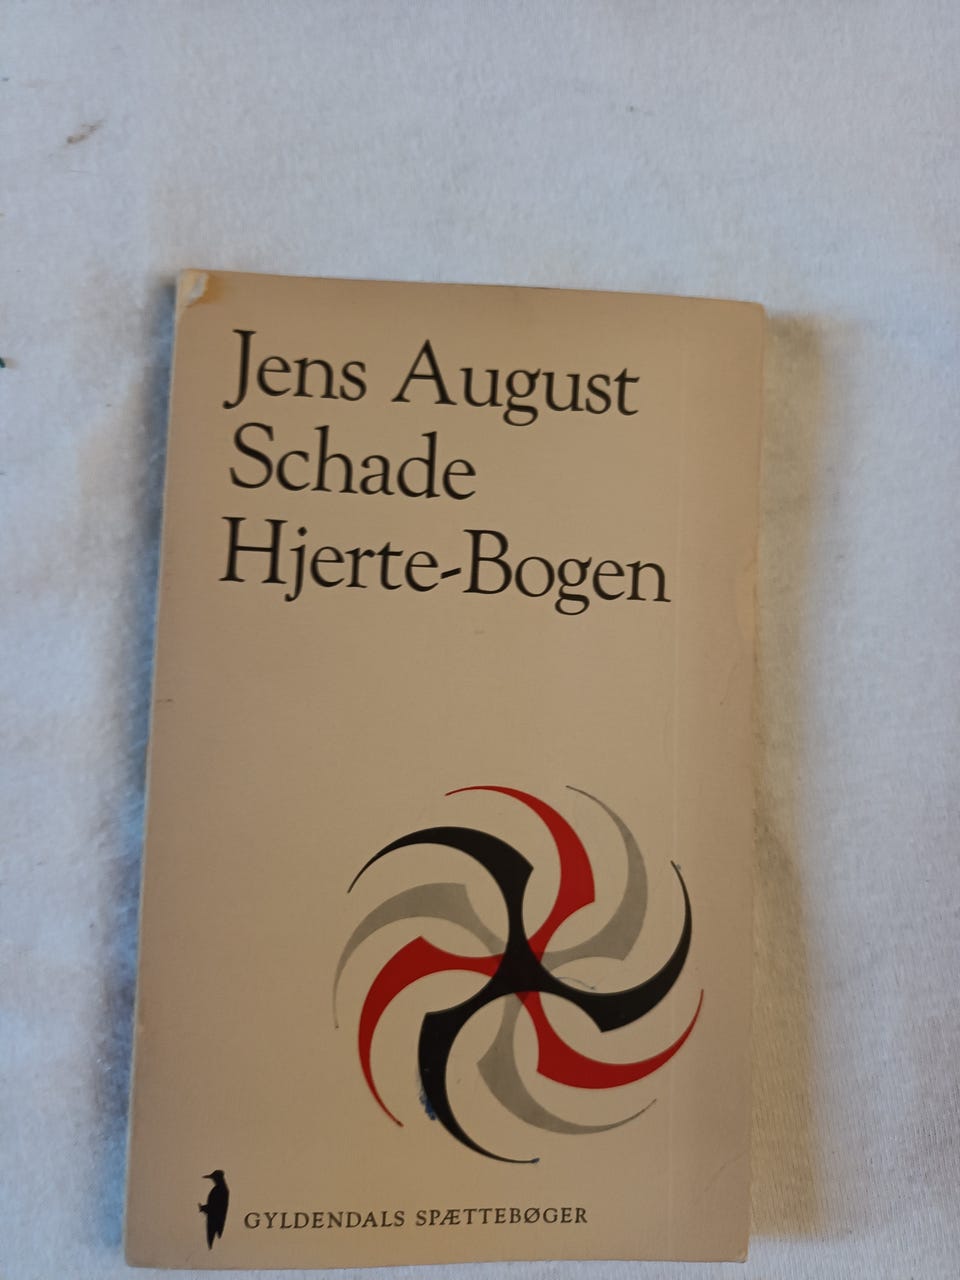 Jens August
Schade
Hjerte-Bogen
GYLDENDALS SPÆTTEBØGER